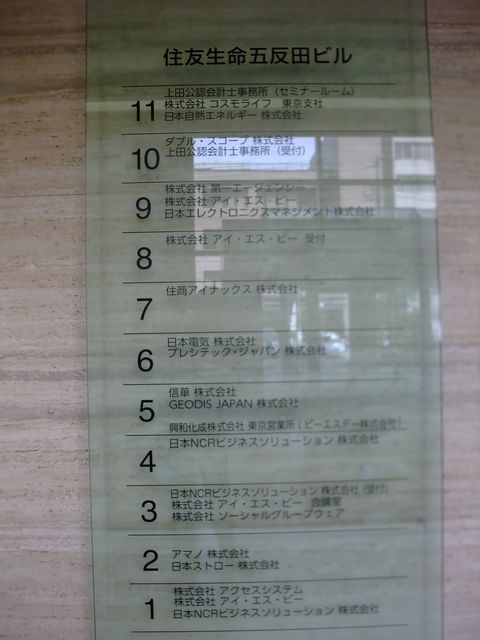 住友生命五反田ビル
11
上田公認会計士事務所（セミナールーム）
株式会社 コスモライフ　東京支社
日本自然エネルギー 株式会社
10
ダブル・スコープ 株式会社
上田公認会計士事務所（受付）
9
株式会社 第一エージェンシー
株式会社 アイ・エス・ビー
日本エレクトロニクスマネジメント株式会社
8
株式会社 アイ・エス・ビー 受付
7
住商アイナックス 株式会社
6
日本電気 株式会社
プレシテック・ジャパン 株式会社
5
信華 株式会社
GEODIS JAPAN 株式会社
興和化成株式会社 東京営業所（ピーエスデー株式会社）
4
日本NCRビジネスソリューション 株式会社
3
日本NCRビジネスソリューション 株式会社（受付）
株式会社 アイ・エス・ビー 会議室
株式会社 ソーシャルグループウェア
2
アマノ 株式会社
日本ストロー 株式会社
1
株式会社 アクセスシステム
株式会社 アイ・エス・ビー
日本NCRビジネスソリューション 株式会社